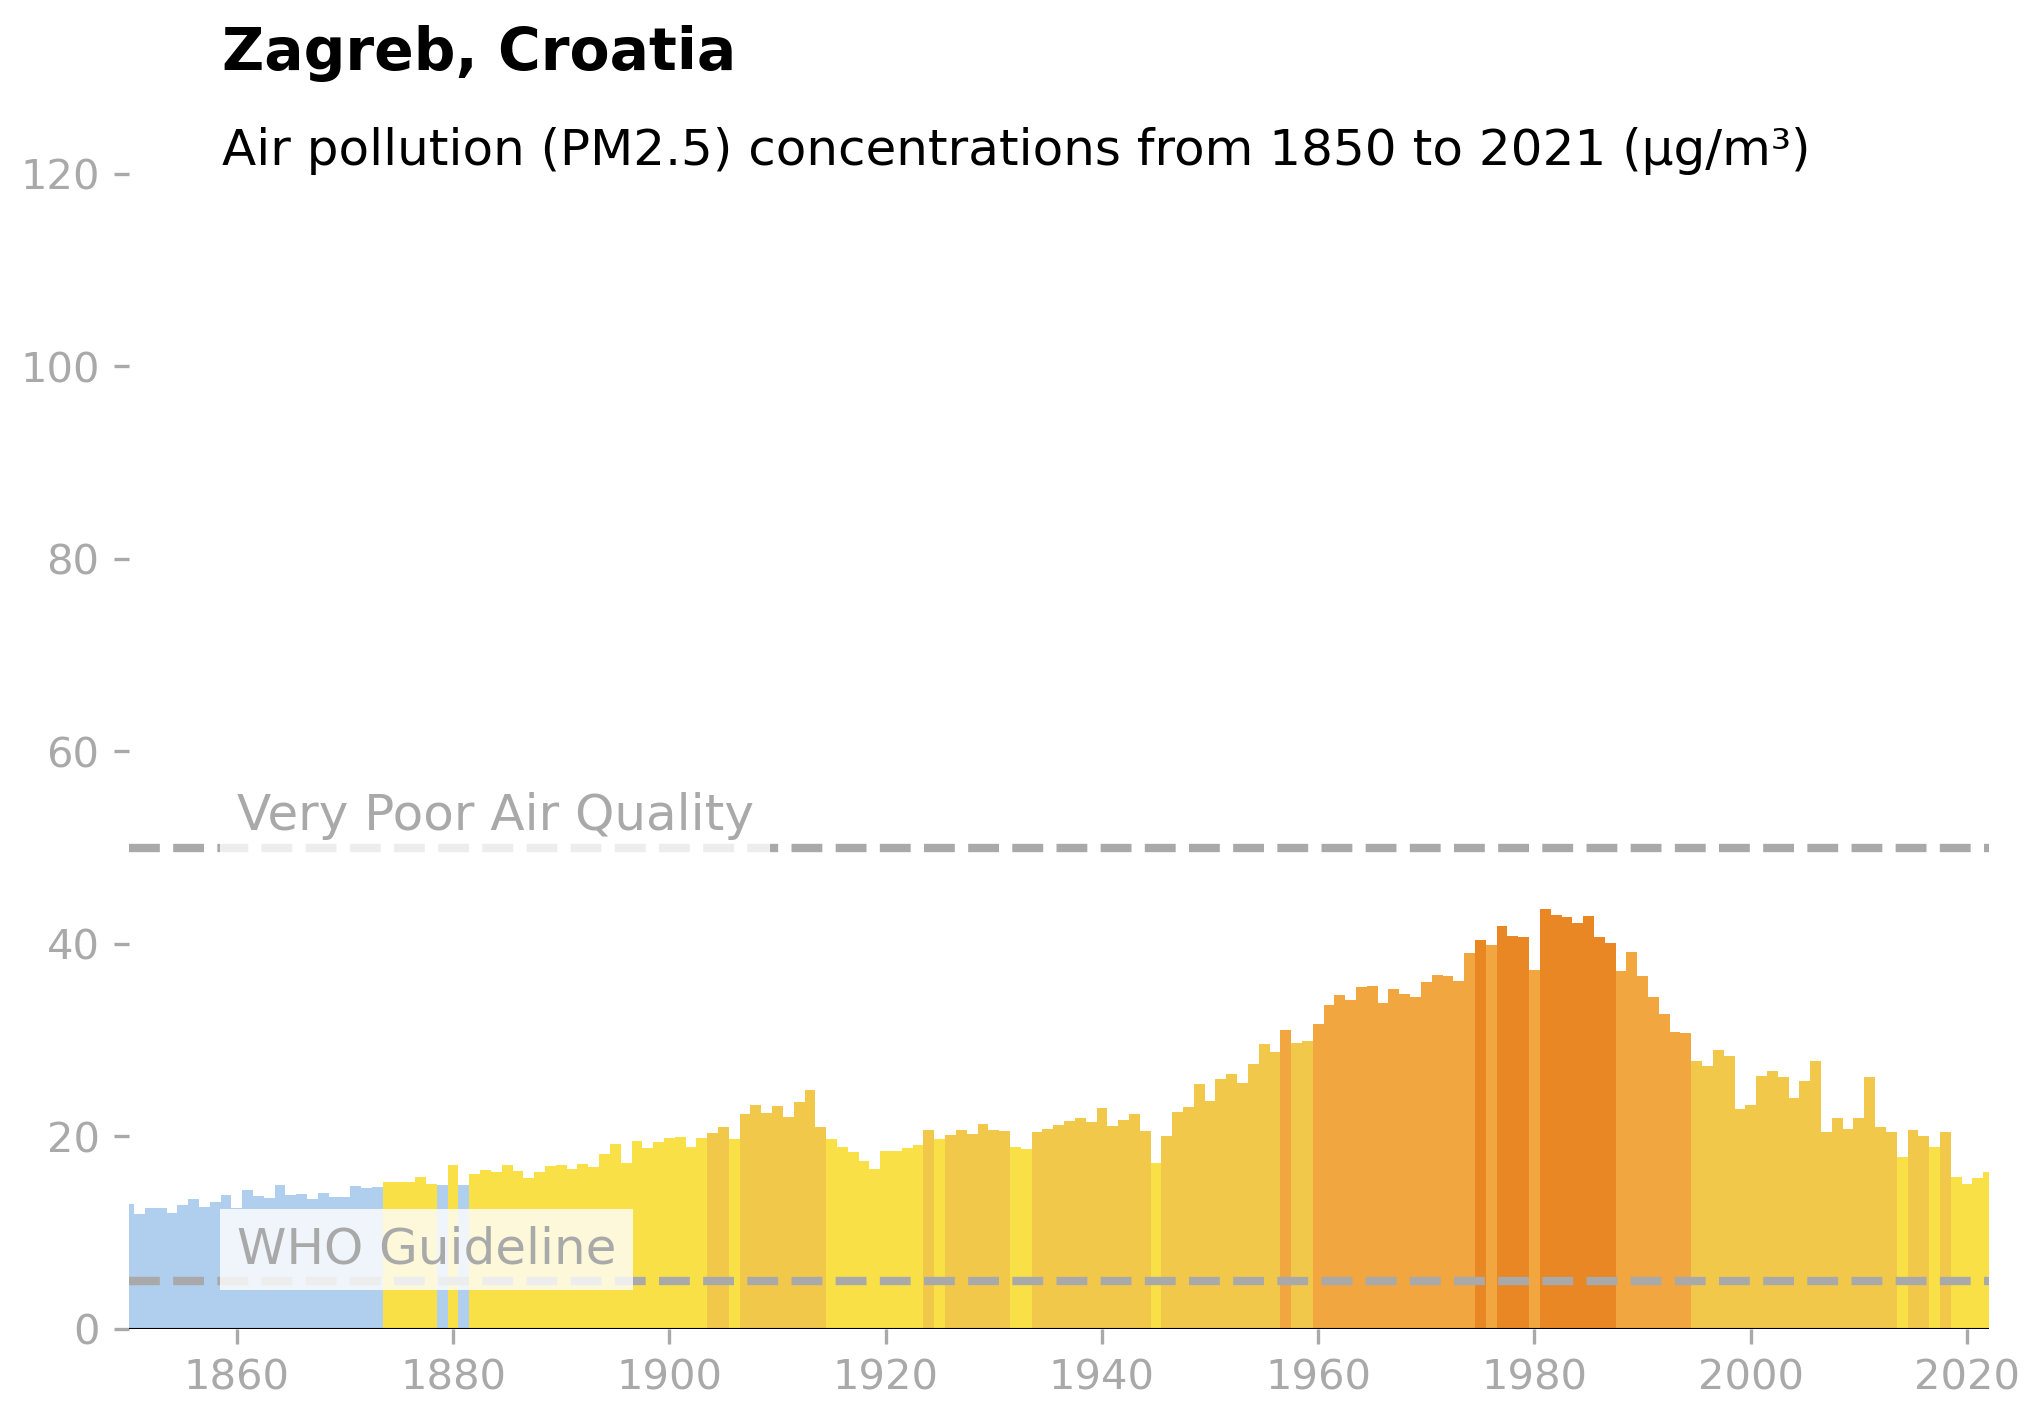 Zagreb, Croatia
Air pollution (PM2.5) concentrations from 1850 to 2021 (µg/m³)
120
100
80
60
Very Poor Air Quality
40
20
WHO Guideline
0
1860 1880 1900 1920 1940 1960 1980 2000 2020